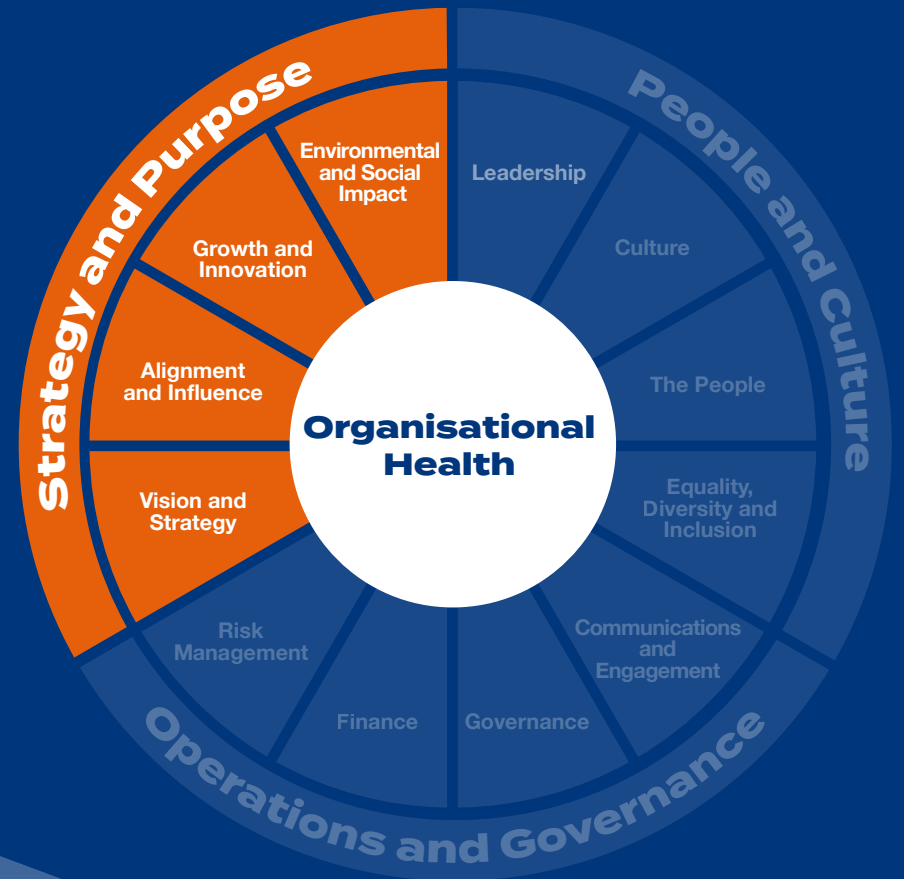 Strategy and Purpose
Environmental
and Social
Impact
Growth and
Innovation
Alignment
and Influence
Vision and
Strategy
People and Culture
Leadership
Culture
The People
Equality,
Diversity and
Inclusion
Organisational
Health
Operations and Governance
Communications
and
Engagement
Governance
Finance
Risk
Management